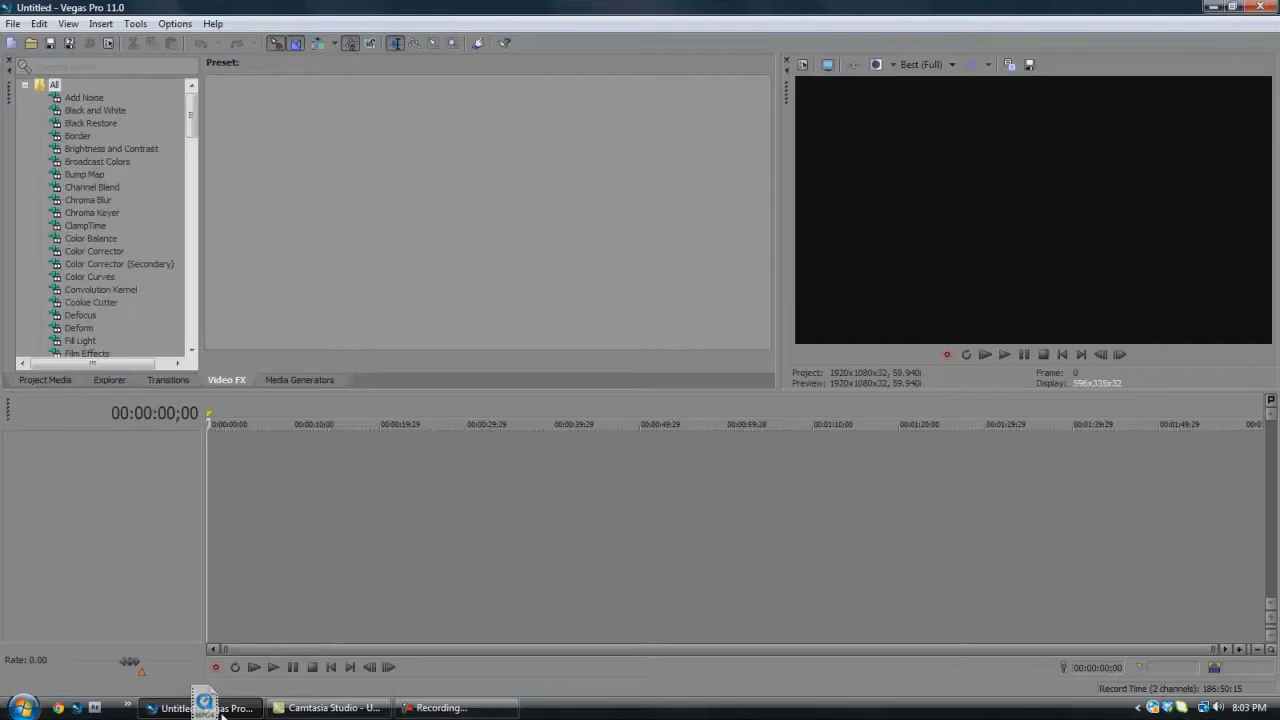 Untitled - Vegas Pro 11.0
File Edit View Insert Tools Options Help
Preset:
Best (Full)
All
Add Noise
Black and White
Black Restore
Border
Brightness and Contrast
Broadcast Colors
Bump Map
Channel Blend
Chroma Blur
Chroma Keyer
ClampTime
Color Balance
Color Corrector
Color Corrector (Secondary)
Color Curves
Convolution Kernel
Cookie Cutter
Defocus
Deform
Fill Light
Film Effects
Project: 1920x1080x32, 59.940i Frame: 0
Preview: 1920x1080x32, 59.940i Display: 596x335x32
Project Media Explorer Transitions Video FX Media Generators
00:00:00;00
00:00:00;00 00:00:10;00 00:00:19;29 00:00:29;29 00:00:39;29 00:00:49;29 00:00:59;28 00:01:10;00 00:01:20;00 00:01:29;29 00:01:39;29 00:01:49;29
Rate: 0.00
00:00:00;00
Record Time (2 channels): 186:50:15
MPG4
Camtasia Studio - U... Recording... 8:03 PM